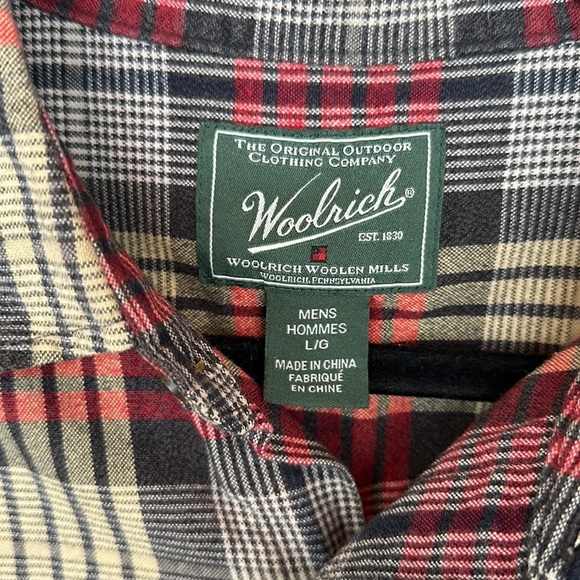 THE ORIGINAL OUTDOOR
CLOTHING COMPANY
Woolrich®
EST. 1830
WOOLRICH WOOLEN MILLS
WOOLRICH, PENNSYLVANIA
MENS
HOMMES
L/G
MADE IN CHINA
FABRIQUÉ
EN CHINE